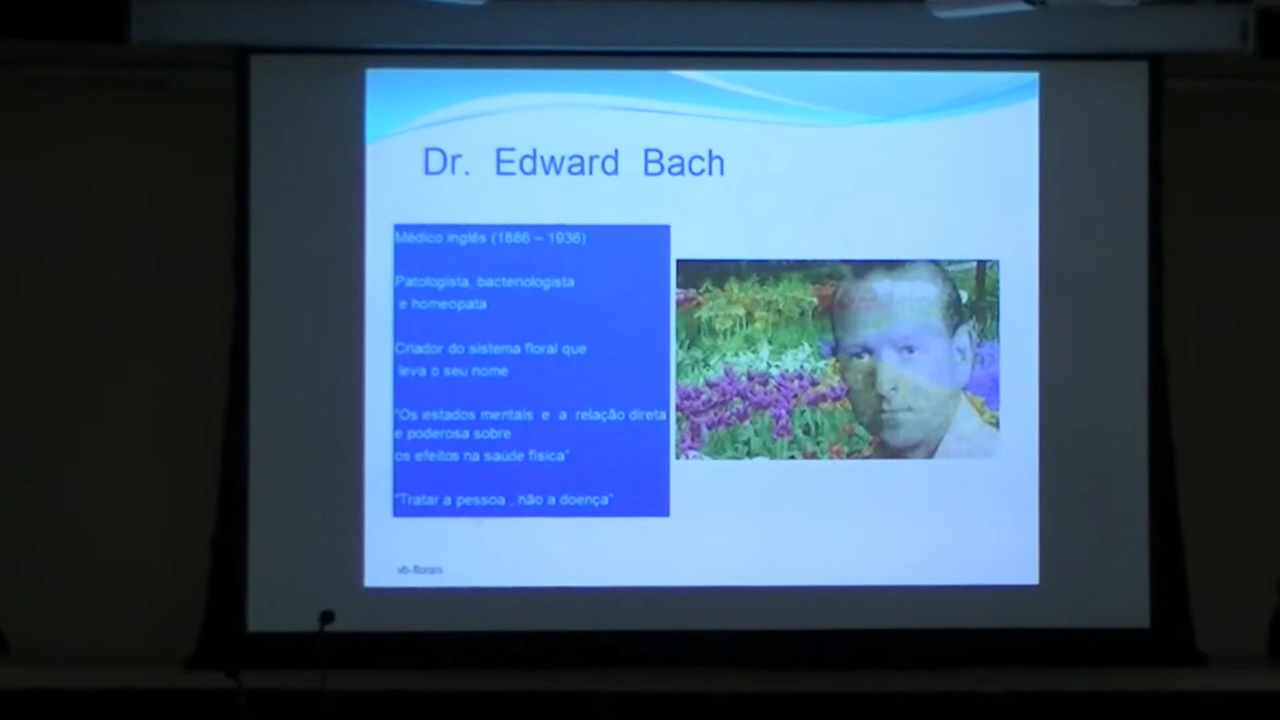 Dr. Edward Bach
Médico inglês (1886 – 1936)
Patologista, bacteriologista
e homeopata
Criador do sistema floral que
leva o seu nome
"Os estados mentais e a relação direta
e poderosa sobre
os efeitos na saúde física"
"Tratar a pessoa , não a doença"
vb-florais